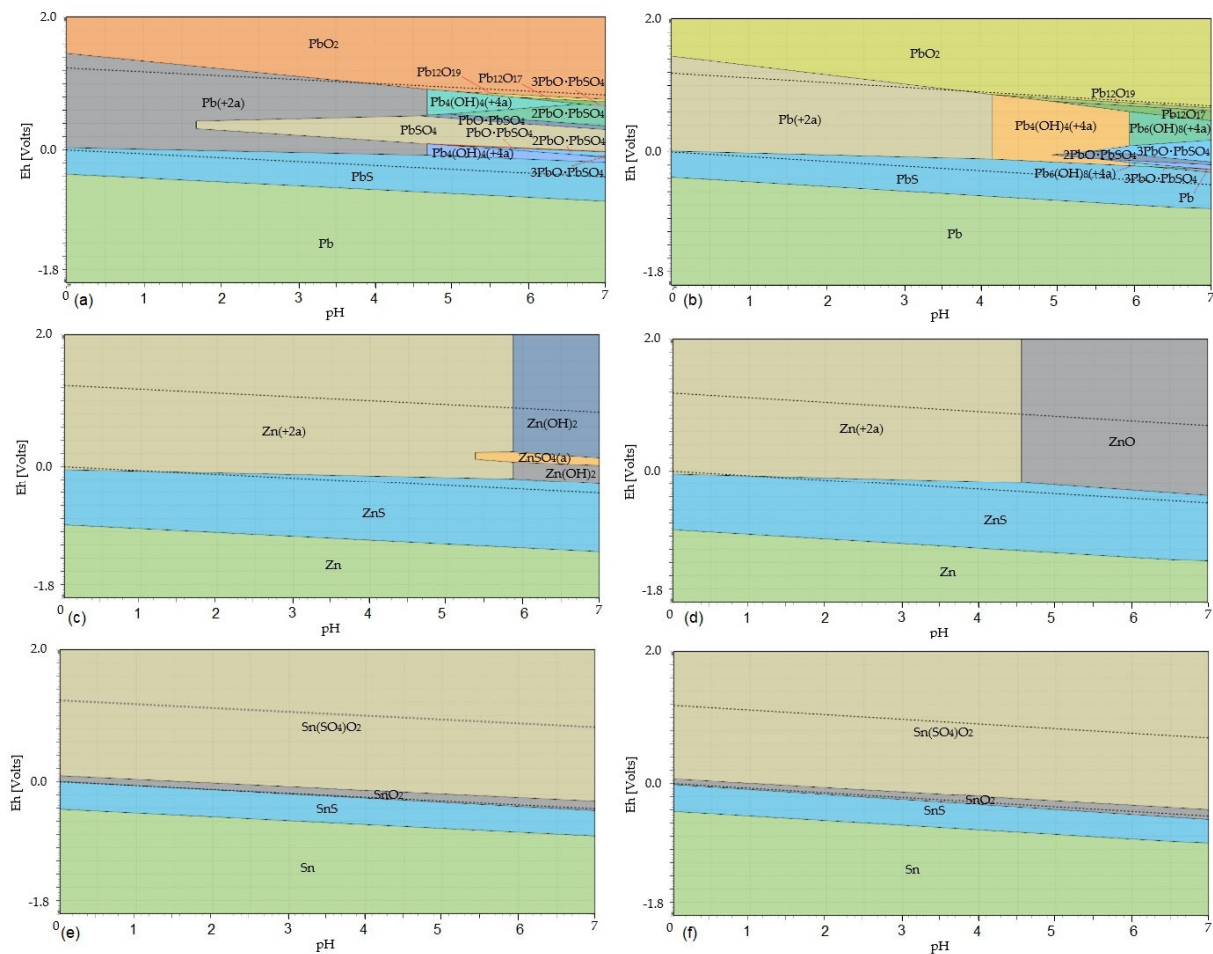 2.0
PbO₂
Pb₁₂O₁₉
Pb₁₂O₁₇
3PbO·PbSO₄
Pb(+2a)
Pb₄(OH)₄(+4a)
2PbO·PbSO₄
PbO·PbSO₄
PbSO₄
PbO·PbSO₄
2PbO·PbSO₄
Pb₄(OH)₄(+4a)
3PbO·PbSO₄
PbS
Pb
Eh [Volts]
0.0
-1.8
(a)
0 1 2 3 4 5 6 7
pH
2.0
PbO₂
Pb₁₂O₁₉
Pb₁₂O₁₇
Pb(+2a)
Pb₄(OH)₄(+4a)
Pb₆(OH)₈(+4a)
2PbO·PbSO₄
3PbO·PbSO₄
Pb₆(OH)₈(+4a)
3PbO·PbSO₄
PbS
Pb
Pb
Eh [Volts]
0.0
-1.8
(b)
0 1 2 3 4 5 6 7
pH
2.0
Zn(OH)₂
Zn(+2a)
ZnSO₄(a)
Zn(OH)₂
ZnS
Zn
Eh [Volts]
0.0
-1.8
(c)
0 1 2 3 4 5 6 7
pH
2.0
Zn(+2a)
ZnO
ZnS
Zn
Eh [Volts]
0.0
-1.8
(d)
0 1 2 3 4 5 6 7
pH
2.0
Sn(SO₄)O₂
SnO₂
SnS
Sn
Eh [Volts]
0.0
-1.8
(e)
0 1 2 3 4 5 6 7
pH
2.0
Sn(SO₄)O₂
SnO₂
SnS
Sn
Eh [Volts]
0.0
-1.8
(f)
0 1 2 3 4 5 6 7
pH